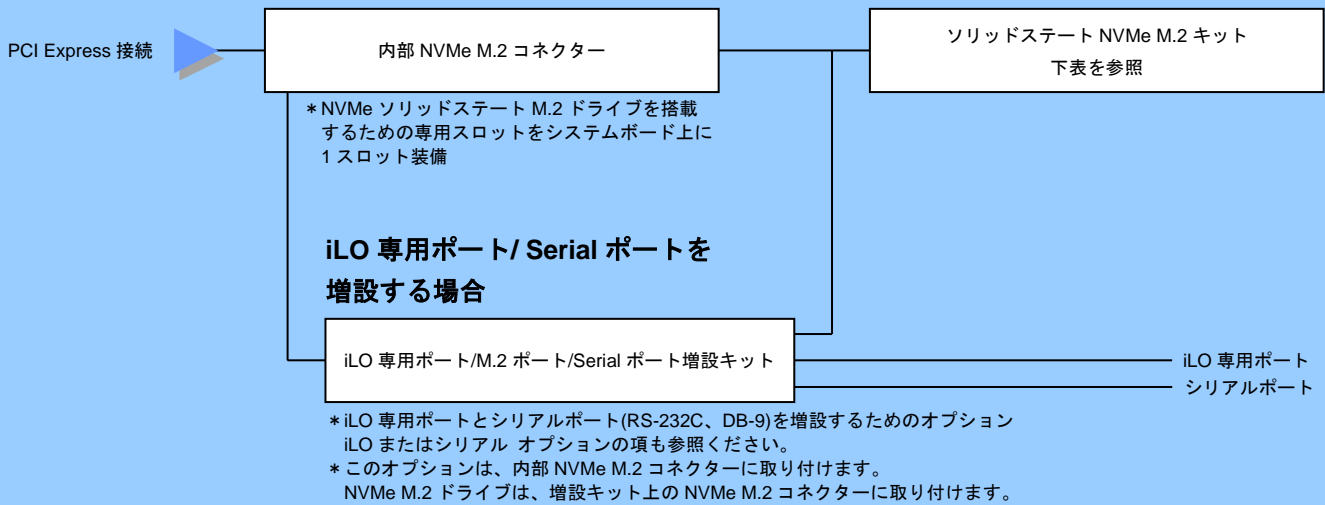 PCI Express 接続
内部 NVMe M.2 コネクター
ソリッドステート NVMe M.2 キット
下表を参照
＊NVMe ソリッドステート M.2 ドライブを搭載
するための専用スロットをシステムボード上に
1 スロット装備
iLO 専用ポート/ Serial ポートを
増設する場合
iLO 専用ポート/M.2 ポート/Serial ポート増設キット
iLO 専用ポート
シリアルポート
＊iLO 専用ポートとシリアルポート(RS-232C、DB-9)を増設するためのオプション
iLO またはシリアル オプションの項も参照ください。
＊このオプションは、内部 NVMe M.2 コネクターに取り付けます。
NVMe M.2 ドライブは、増設キット上の NVMe M.2 コネクターに取り付けます。